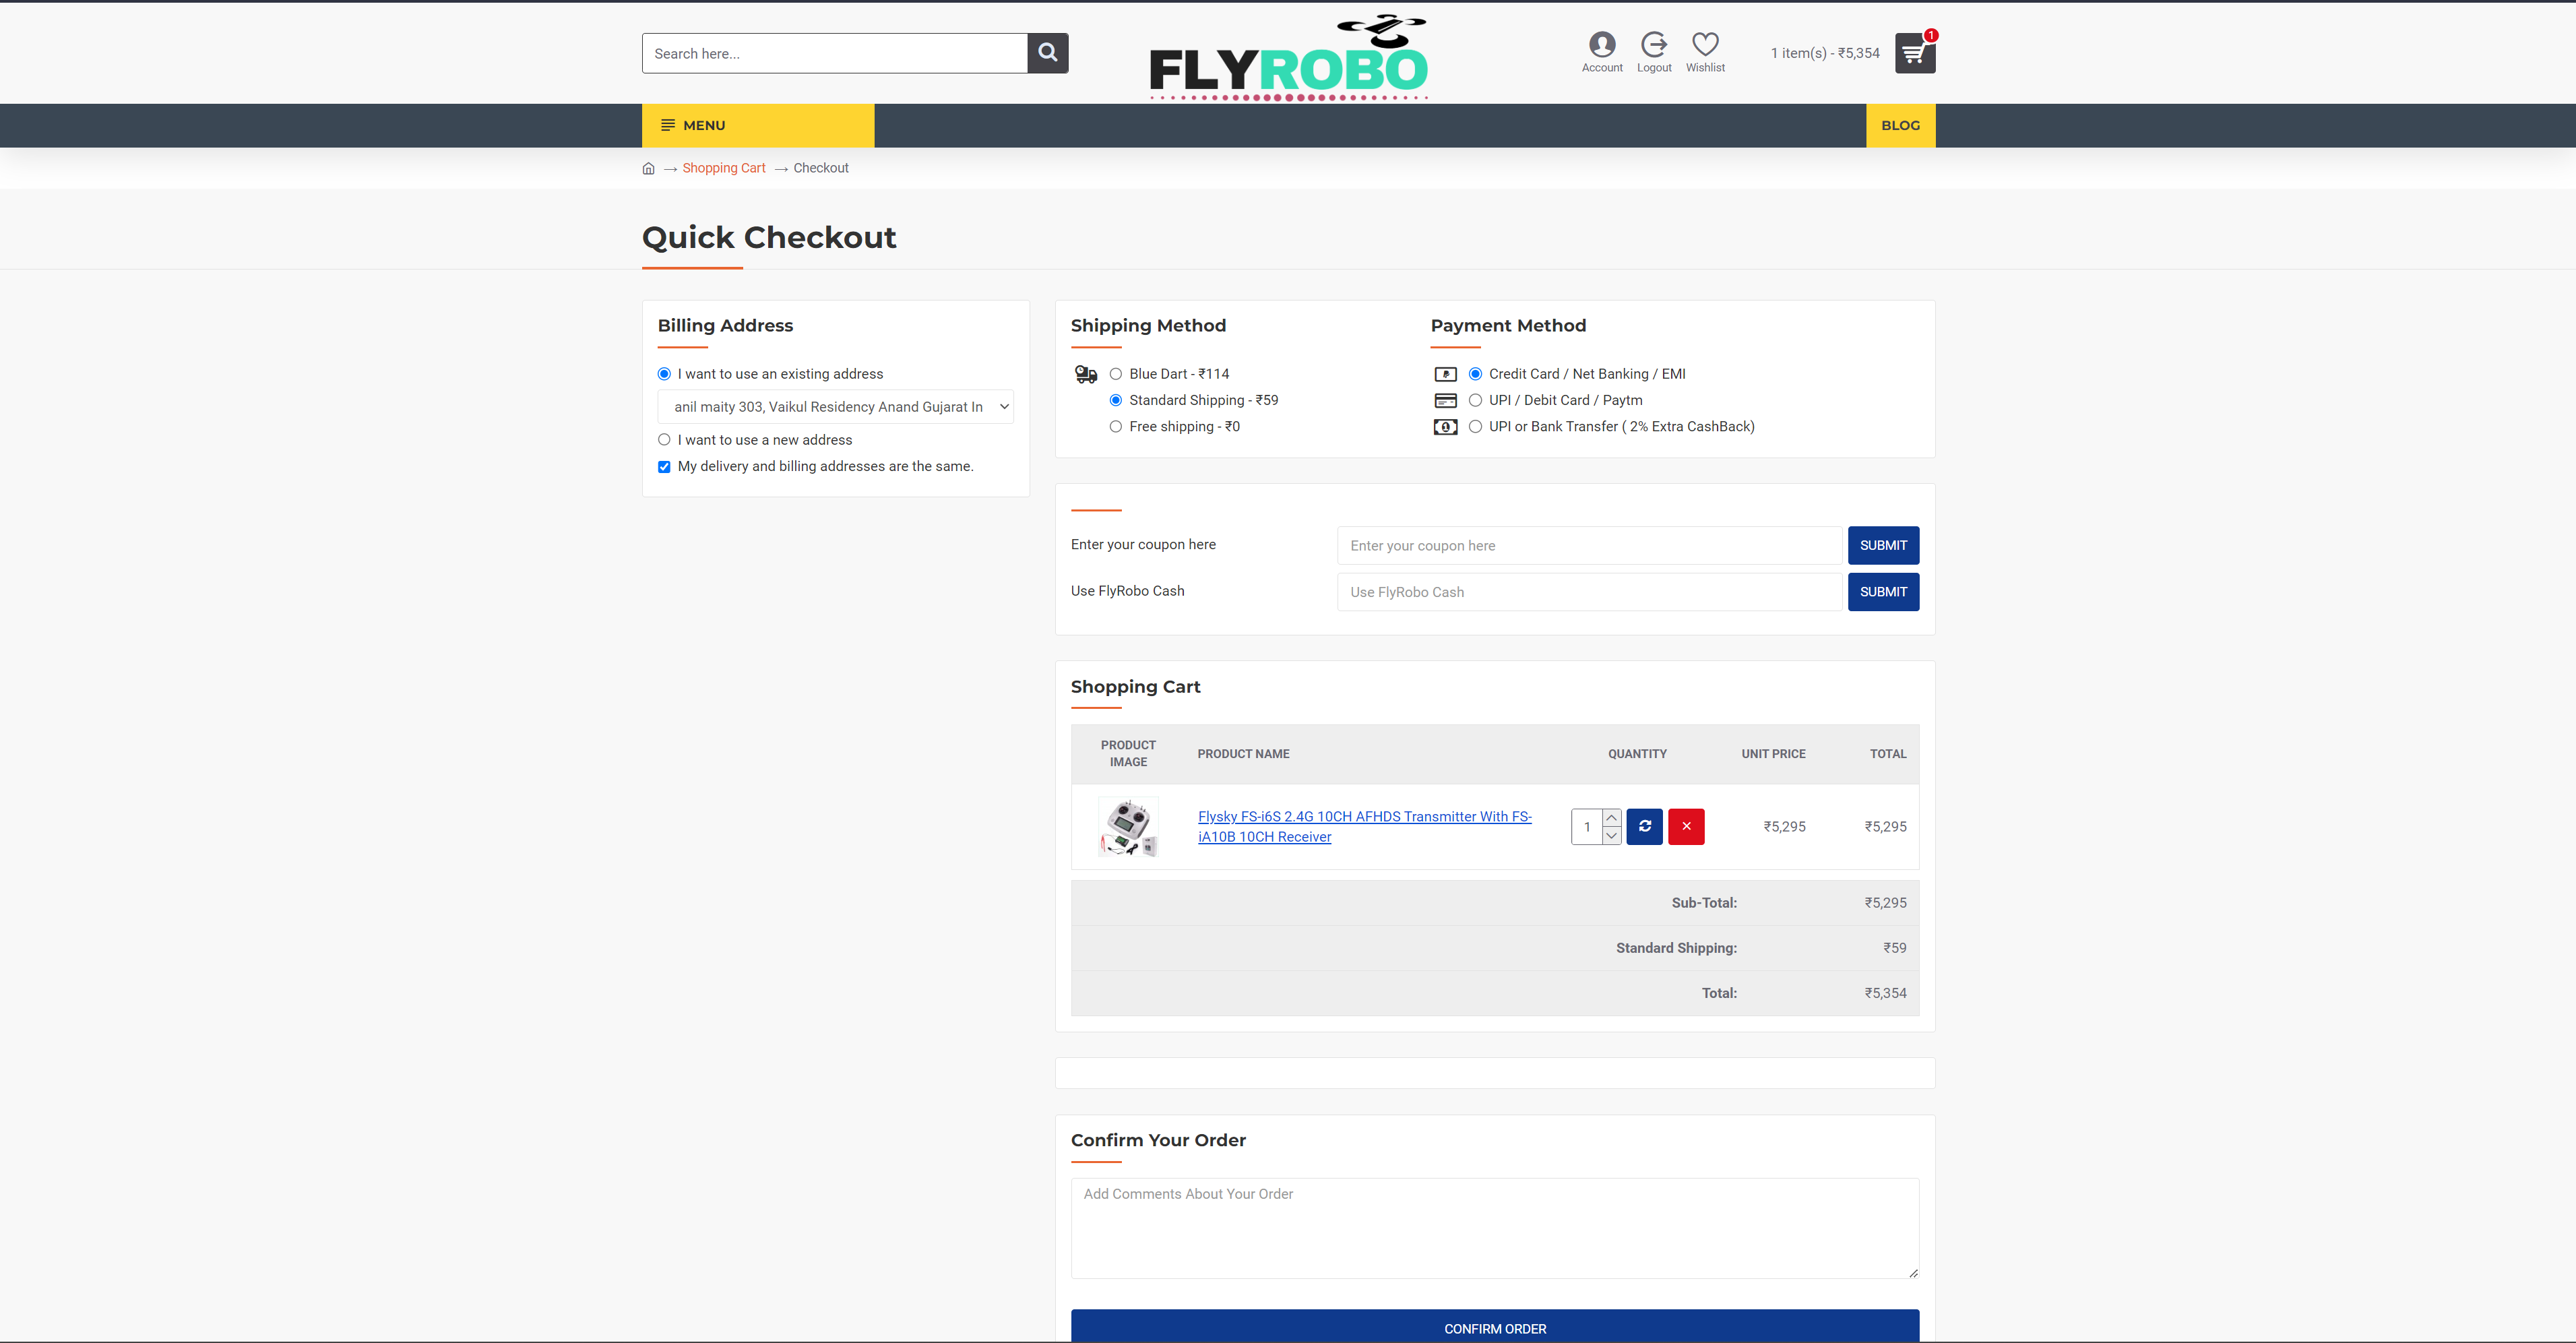 Search here...
FLYROBO
Account
Logout
Wishlist
1 item(s) - ₹5,354
1
MENU
BLOG
Shopping Cart
Checkout
Quick Checkout
Billing Address
I want to use an existing address
anil maity 303, Vaikul Residency Anand Gujarat In
I want to use a new address
My delivery and billing addresses are the same.
Shipping Method
Blue Dart - ₹114
Standard Shipping - ₹59
Free shipping - ₹0
Payment Method
Credit Card / Net Banking / EMI
UPI / Debit Card / Paytm
UPI or Bank Transfer ( 2% Extra CashBack)
Enter your coupon here
Enter your coupon here
SUBMIT
Use FlyRobo Cash
Use FlyRobo Cash
SUBMIT
Shopping Cart
PRODUCT
IMAGE
PRODUCT NAME
QUANTITY
UNIT PRICE
TOTAL
Flysky FS-i6S 2.4G 10CH AFHDS Transmitter With FS-
iA10B 10CH Receiver
1
₹5,295
₹5,295
Sub-Total:
₹5,295
Standard Shipping:
₹59
Total:
₹5,354
Confirm Your Order
Add Comments About Your Order
CONFIRM ORDER